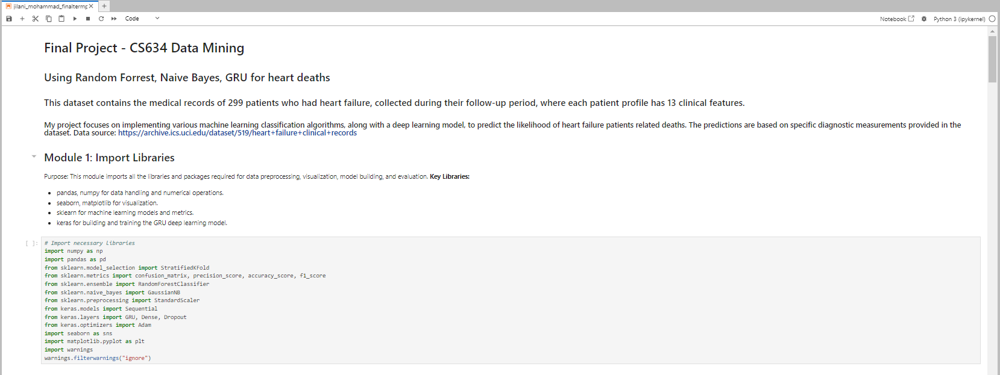 jilani_mohammad_finaltermp
Code
Notebook
Python 3 (ipykernel)
Final Project - CS634 Data Mining
Using Random Forrest, Naive Bayes, GRU for heart deaths
This dataset contains the medical records of 299 patients who had heart failure, collected during their follow-up period, where each patient profile has 13 clinical features.
My project focuses on implementing various machine learning classification algorithms, along with a deep learning model, to predict the likelihood of heart failure patients related deaths. The predictions are based on specific diagnostic measurements provided in the
dataset. Data source: https://archive.ics.uci.edu/dataset/519/heart+failure+clinical+records
Module 1: Import Libraries
Purpose: This module imports all the libraries and packages required for data preprocessing, visualization, model building, and evaluation. Key Libraries:
• pandas, numpy for data handling and numerical operations.
• seaborn, matplotlib for visualization.
• sklearn for machine learning models and metrics.
• keras for building and training the GRU deep learning model.
[ ]:
# Import necessary libraries
import numpy as np
import pandas as pd
from sklearn.model_selection import StratifiedKFold
from sklearn.metrics import confusion_matrix, precision_score, accuracy_score, f1_score
from sklearn.ensemble import RandomForestClassifier
from sklearn.naive_bayes import GaussianNB
from sklearn.preprocessing import StandardScaler
from keras.models import Sequential
from keras.layers import GRU, Dense, Dropout
from keras.optimizers import Adam
import seaborn as sns
import matplotlib.pyplot as plt
import warnings
warnings.filterwarnings("ignore")